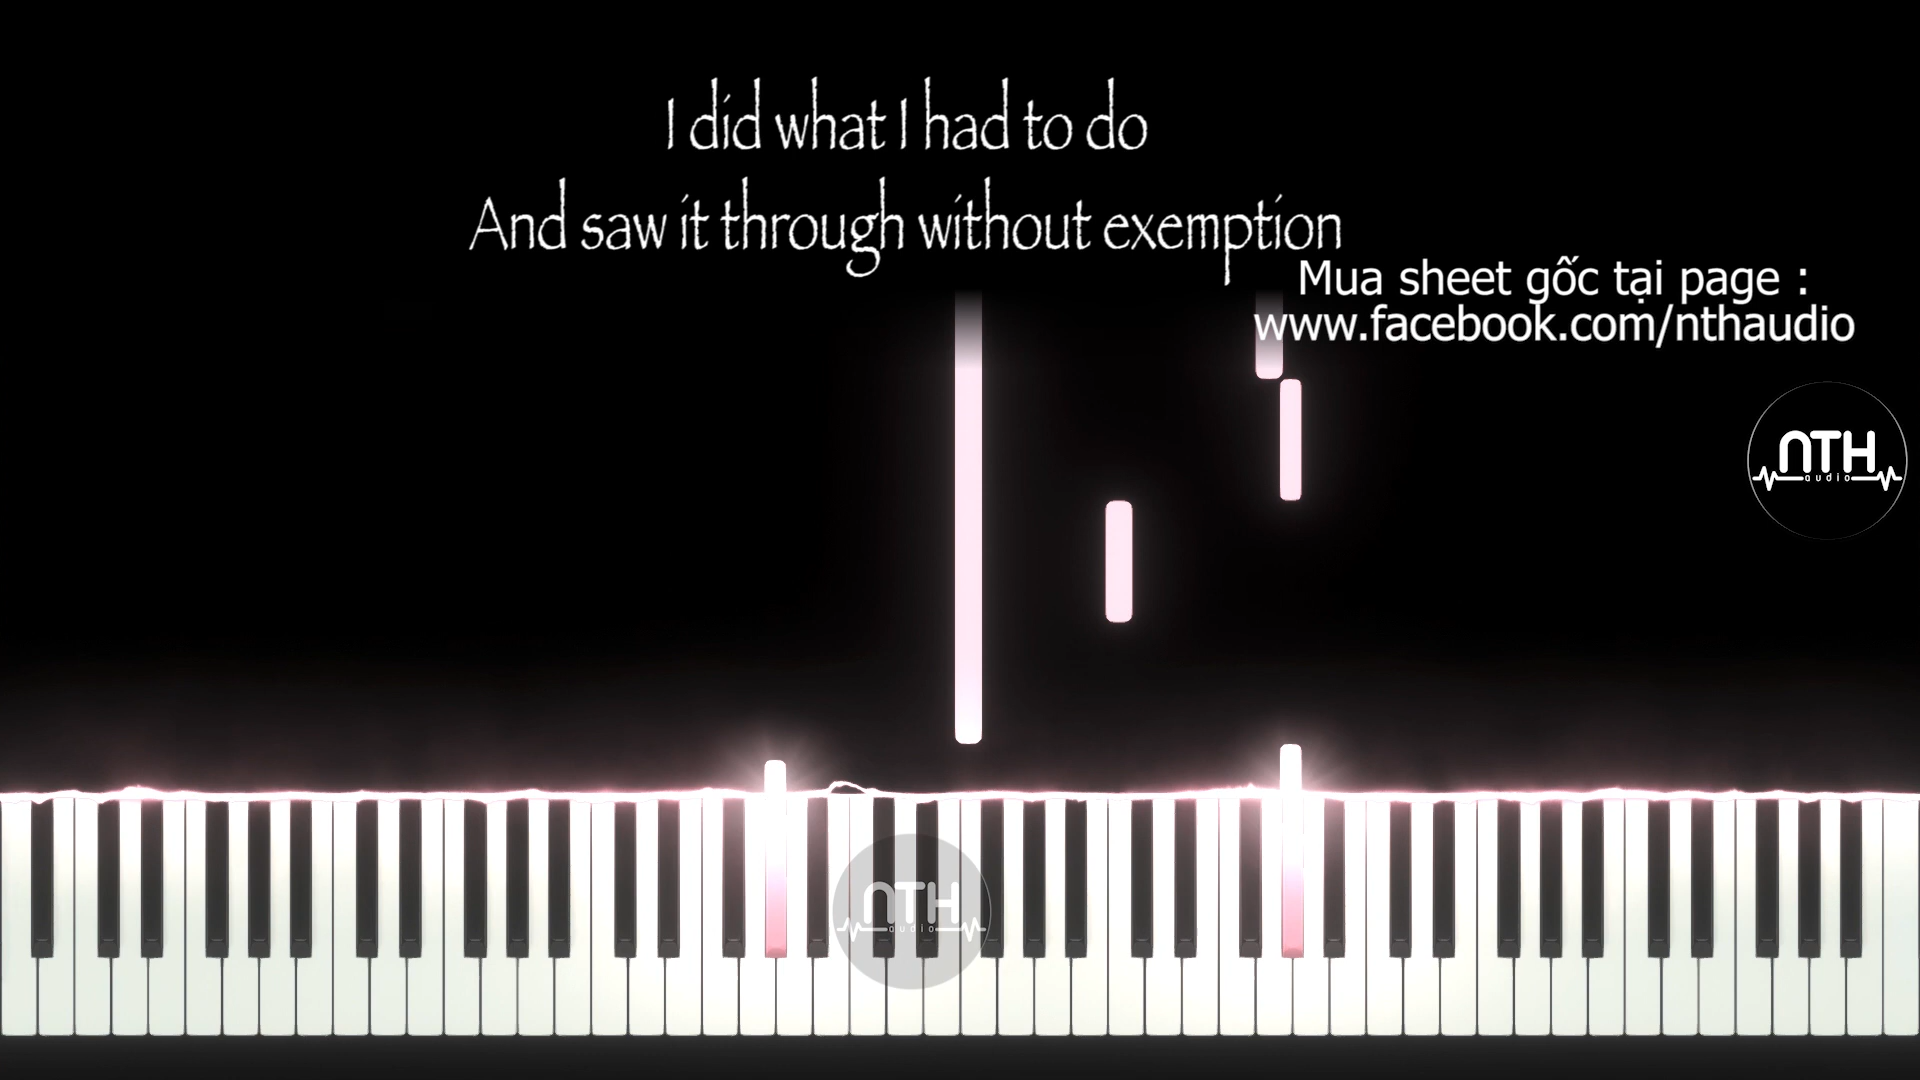 I did what I had to do
And saw it through without exemption
Mua sheet gốc tại page :
www.facebook.com/nthaudio
NTH
audio
NTH
audio